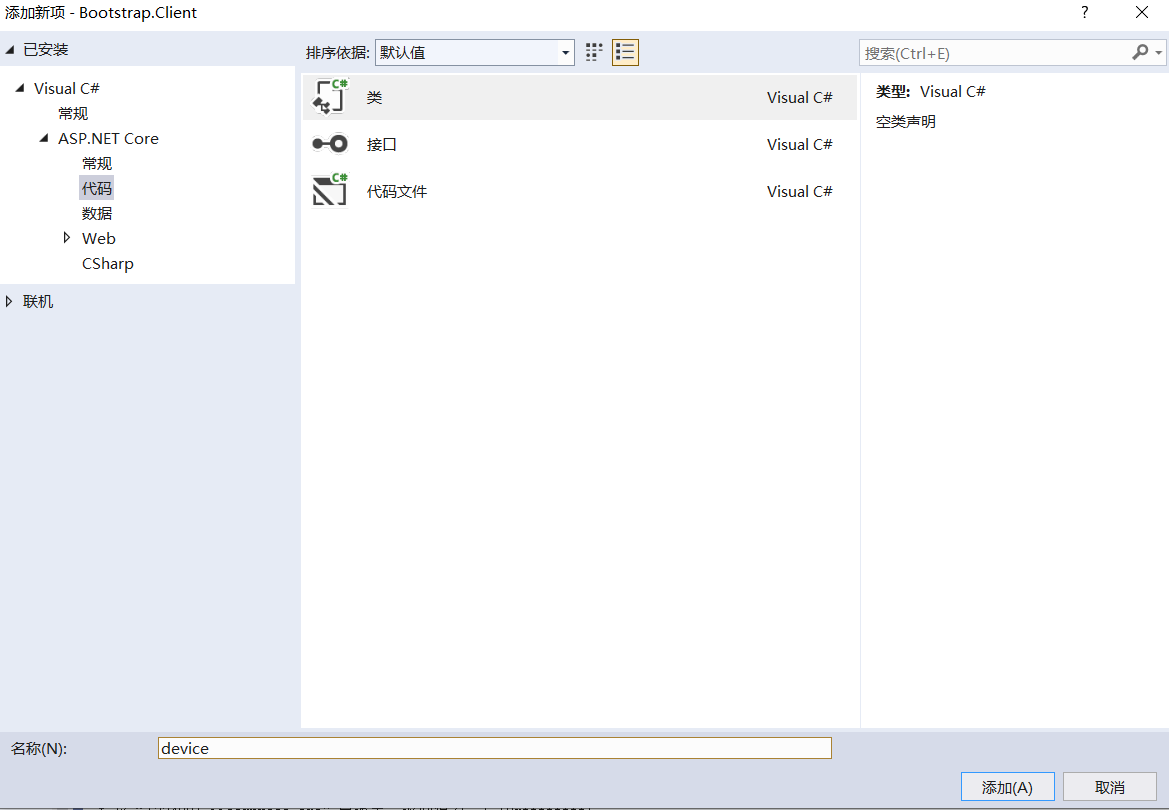 添加新项 - Bootstrap.Client
?
已安装
排序依据: 默认值
搜索(Ctrl+E)
Visual C#
常规
ASP.NET Core
常规
代码
数据
Web
CSharp
联机
类 Visual C#
接口 Visual C#
代码文件 Visual C#
类型: Visual C#
空类声明
名称(N): device
添加(A) 取消